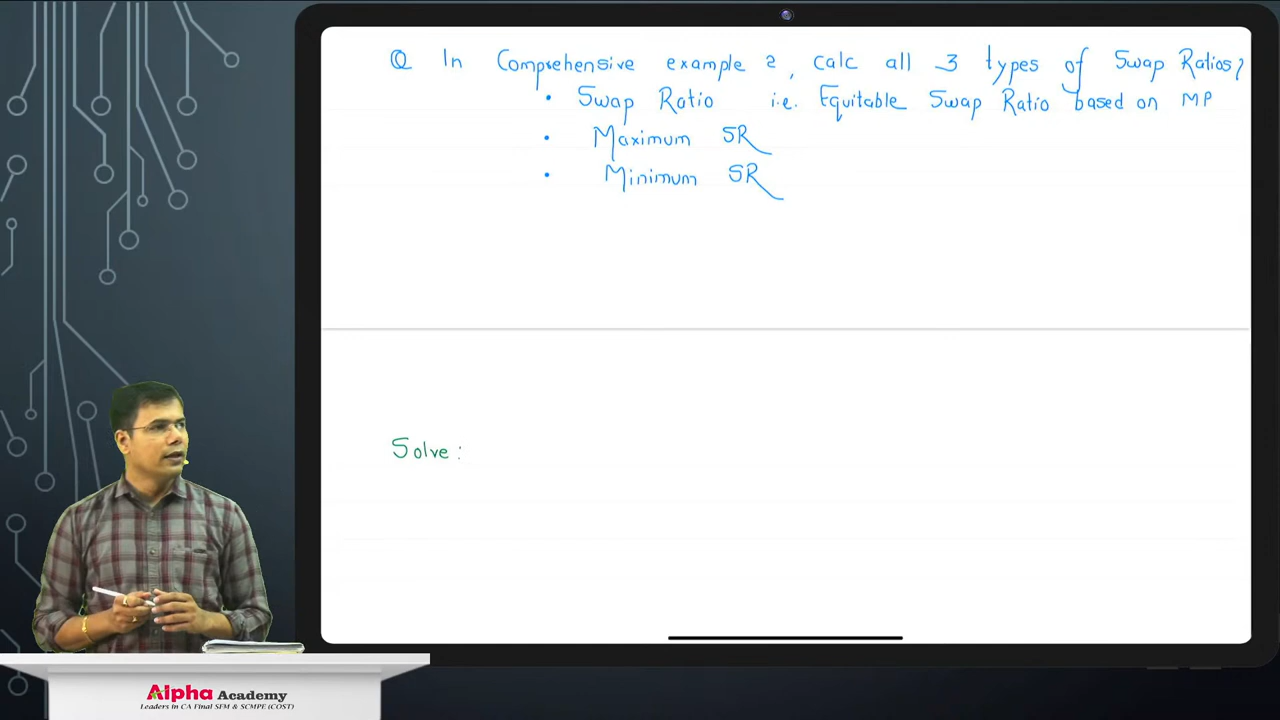 Q In Comprehensive example 2, calc all 3 types of Swap Ratios?
• Swap Ratio i.e. Equitable Swap Ratio based on MP
• Maximum SR
• Minimum SR
Solve:
Alpha Academy
Leaders in CA Final SFM & SCMPE (COST)